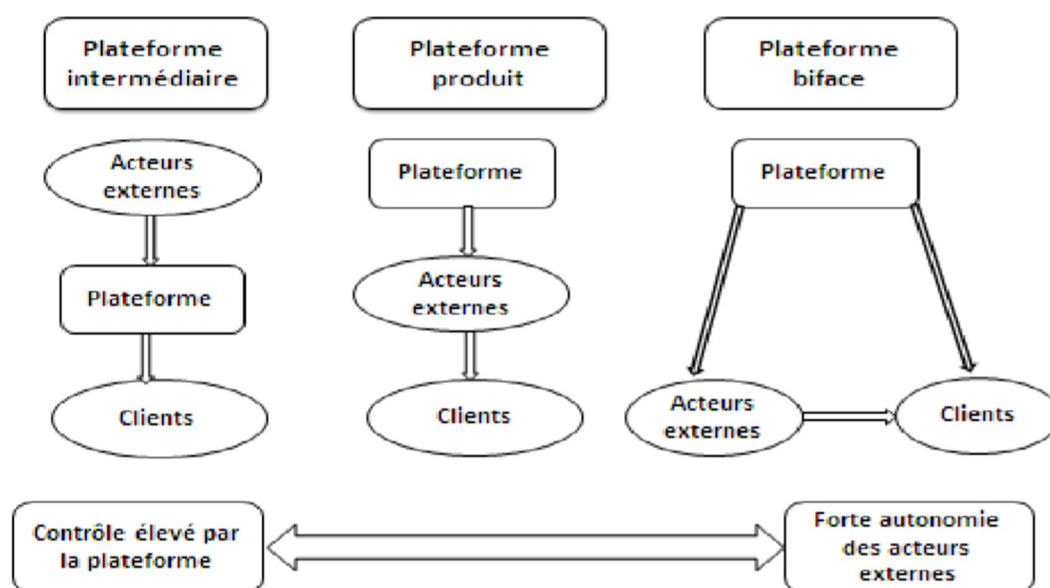 Plateforme
intermédiaire
Plateforme
produit
Plateforme
biface
Acteurs
externes
Plateforme
Clients
Plateforme
Acteurs
externes
Clients
Plateforme
Acteurs
externes
Clients
Contrôle élevé par
la plateforme
Forte autonomie
des acteurs
externes